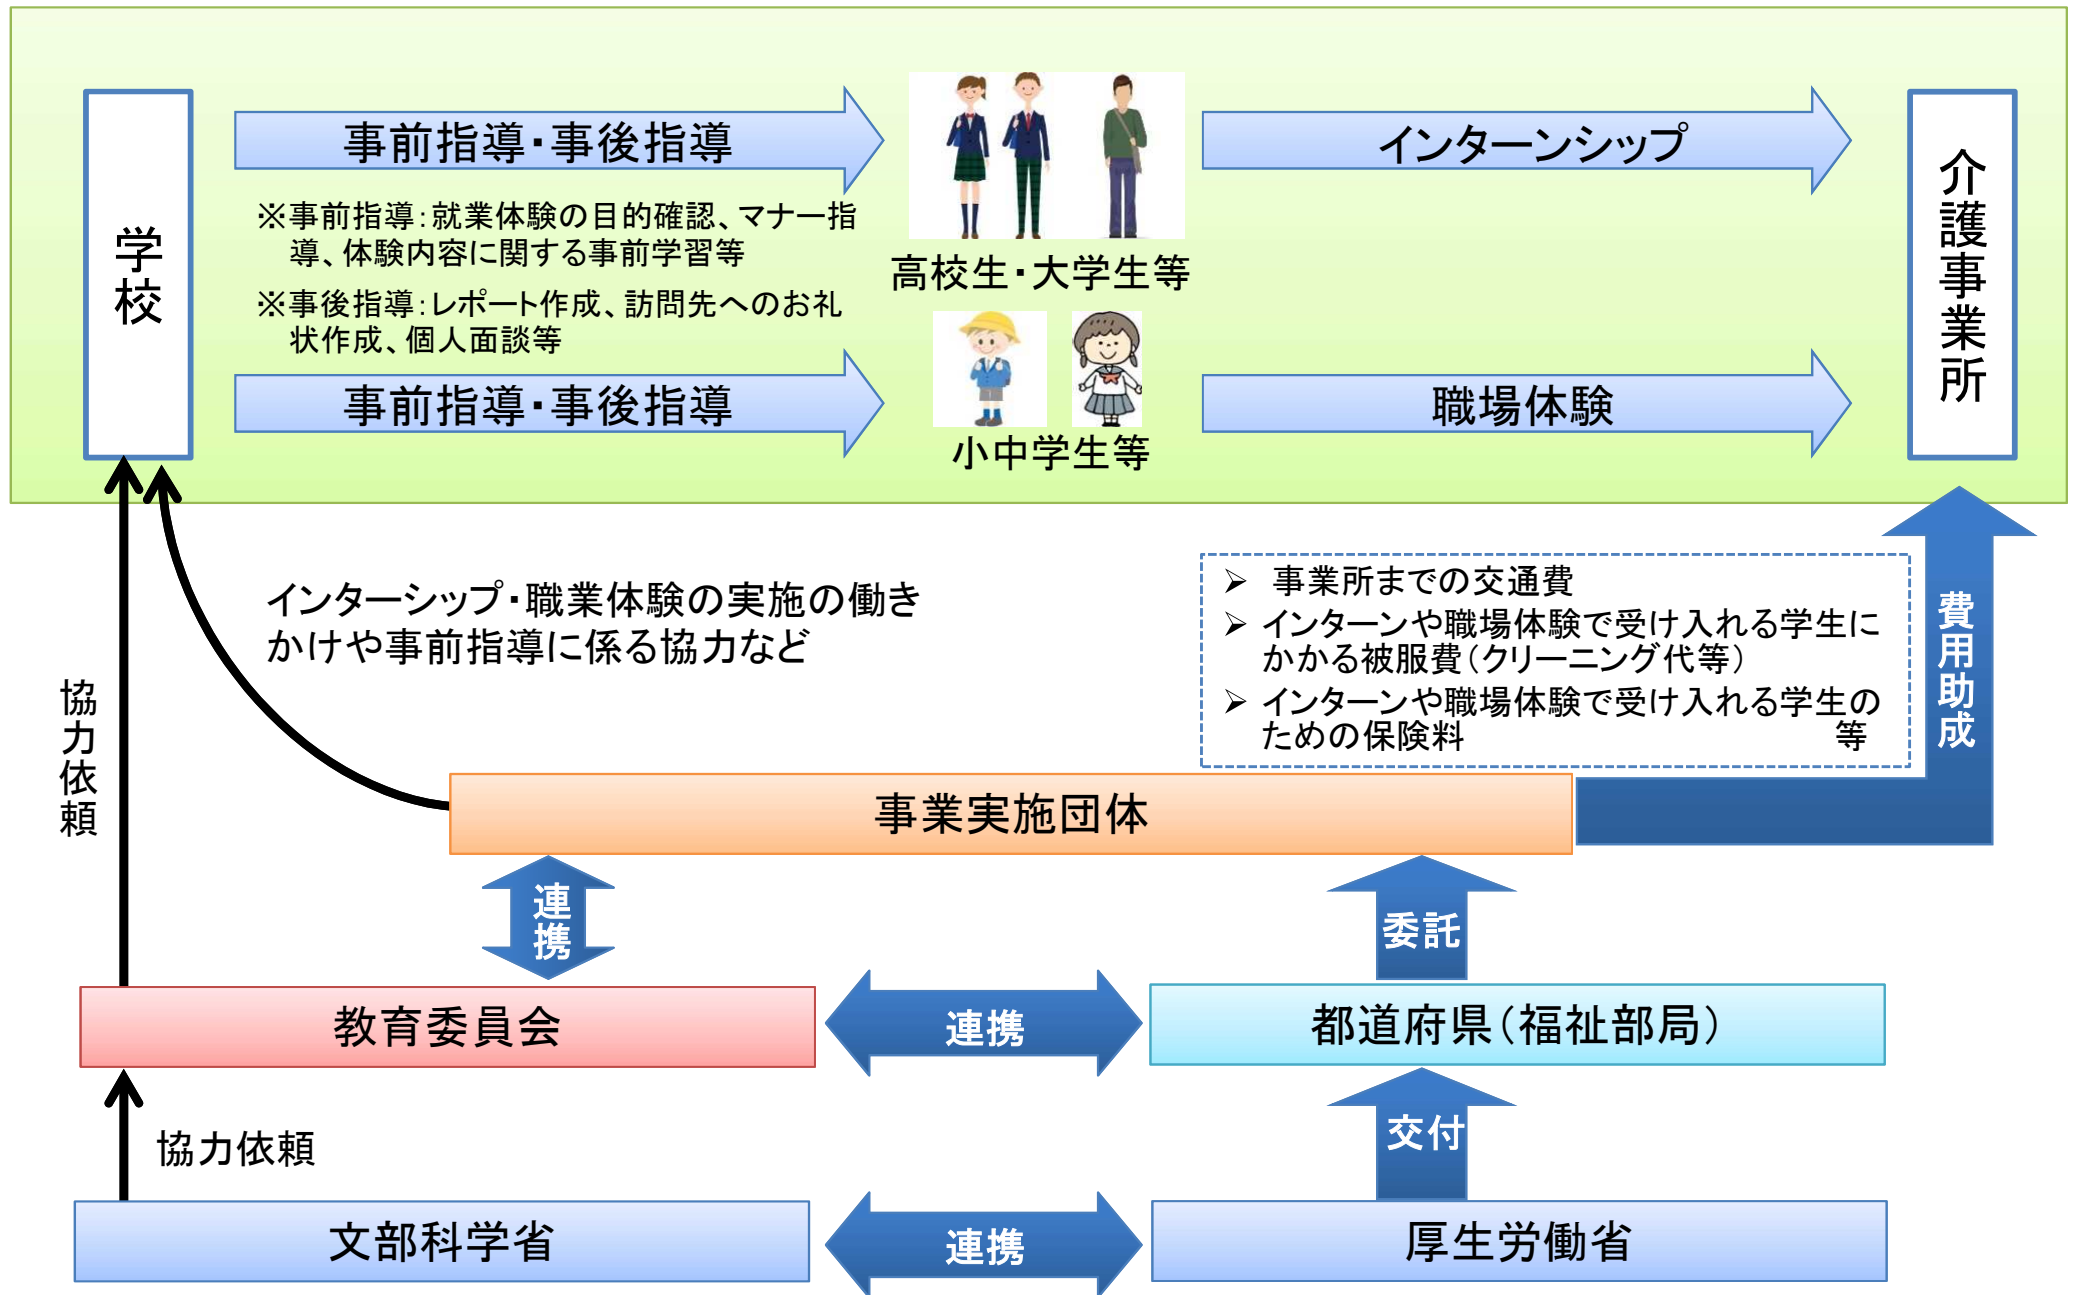 学校
事前指導・事後指導
※事前指導：就業体験の目的確認、マナー指
導、体験内容に関する事前学習等
※事後指導：レポート作成、訪問先へのお礼
状作成、個人面談等
事前指導・事後指導
高校生・大学生等
小中学生等
インターンシップ
職場体験
介護事業所
インターシップ・職業体験の実施の働き
かけや事前指導に係る協力など
➢ 事業所までの交通費
➢ インターンや職場体験で受け入れる学生に
かかる被服費（クリーニング代等）
➢ インターンや職場体験で受け入れる学生の
ための保険料 等
費用助成
協力依頼
事業実施団体
連携
委託
教育委員会
連携
都道府県（福祉部局）
協力依頼
交付
文部科学省
連携
厚生労働省